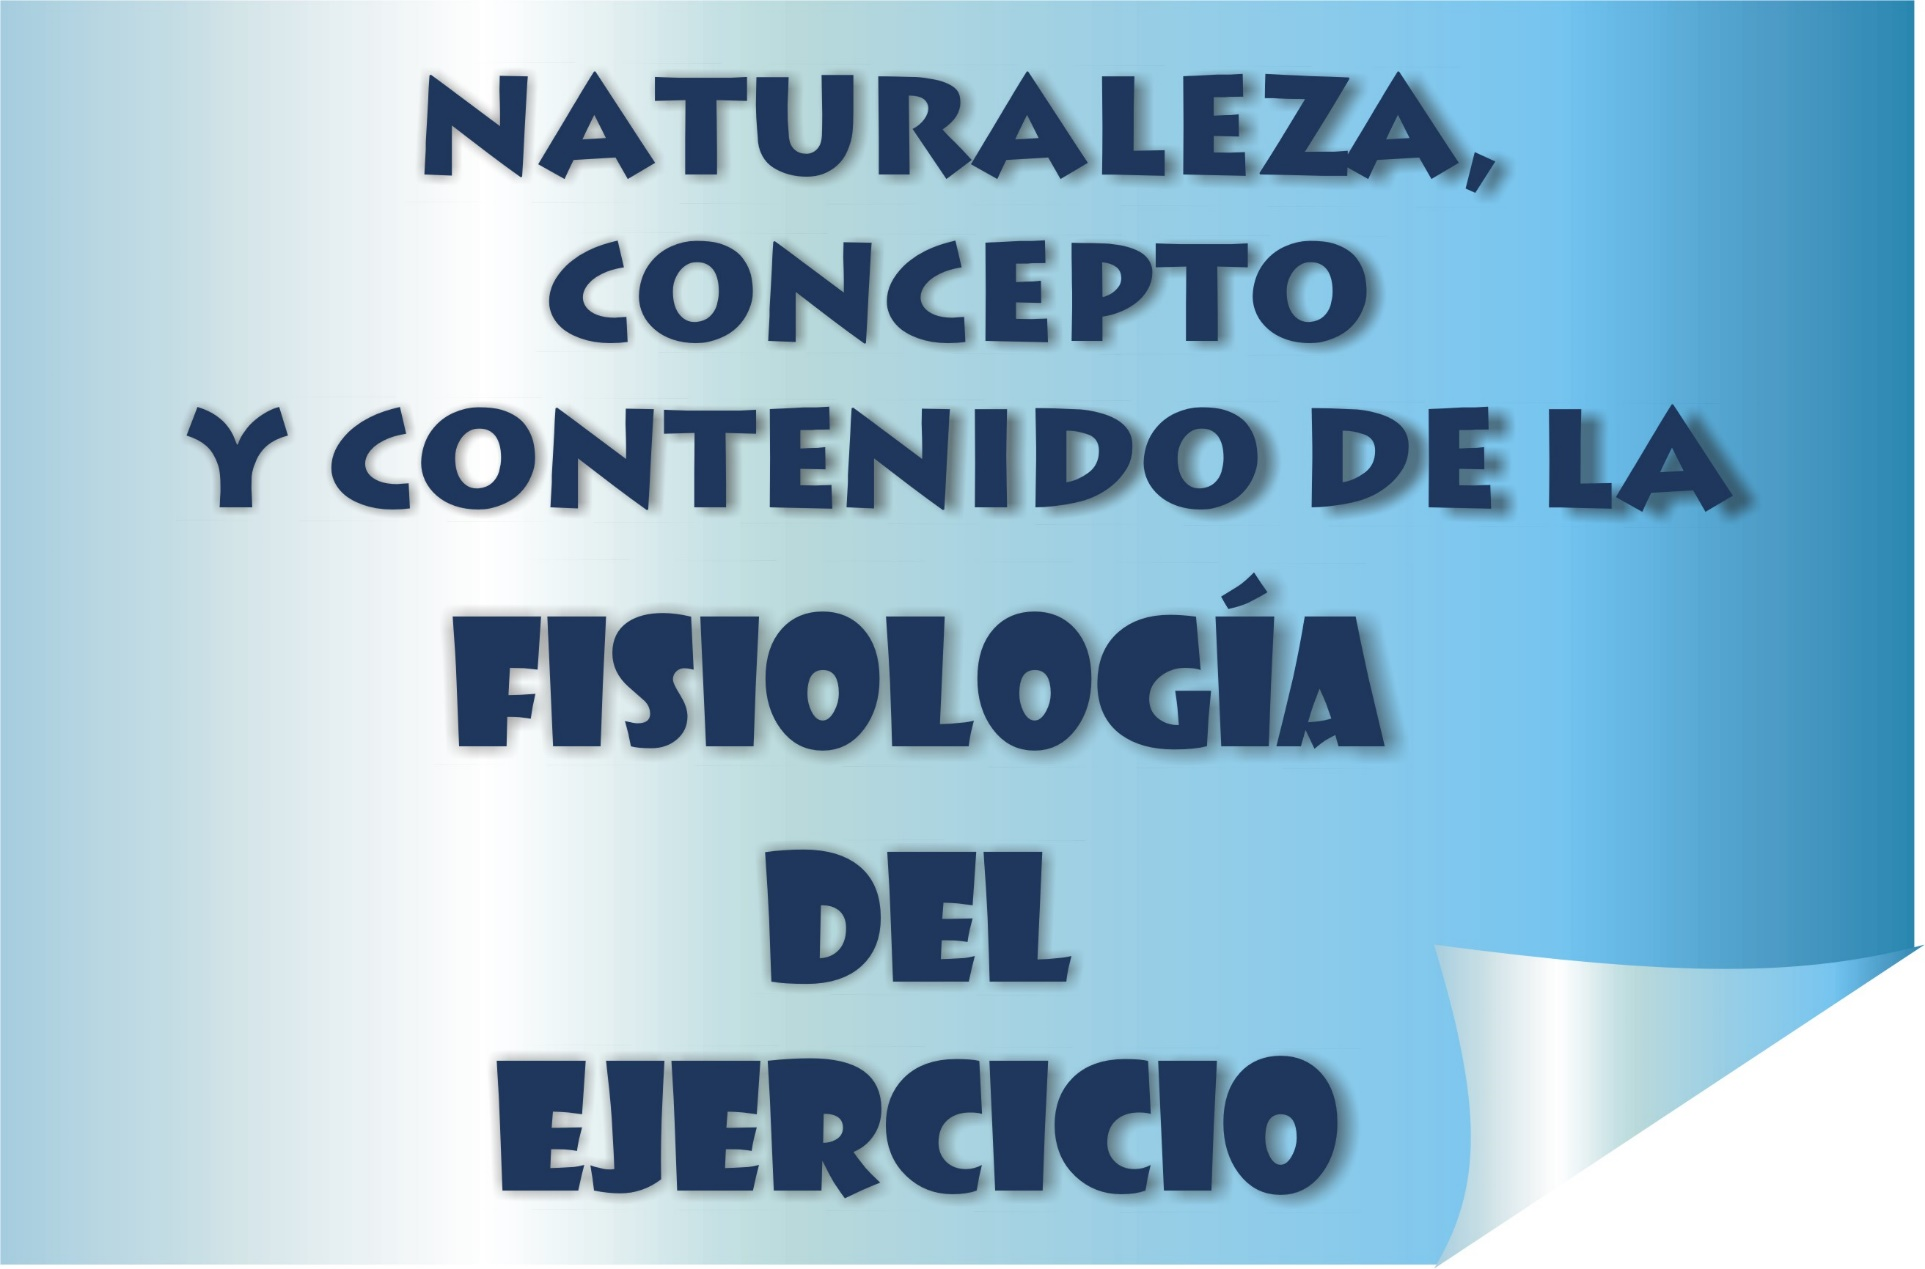 NATURALEZA,
CONCEPTO
Y CONTENIDO DE LA
FISIOLOGÍA
DEL
EJERCICIO